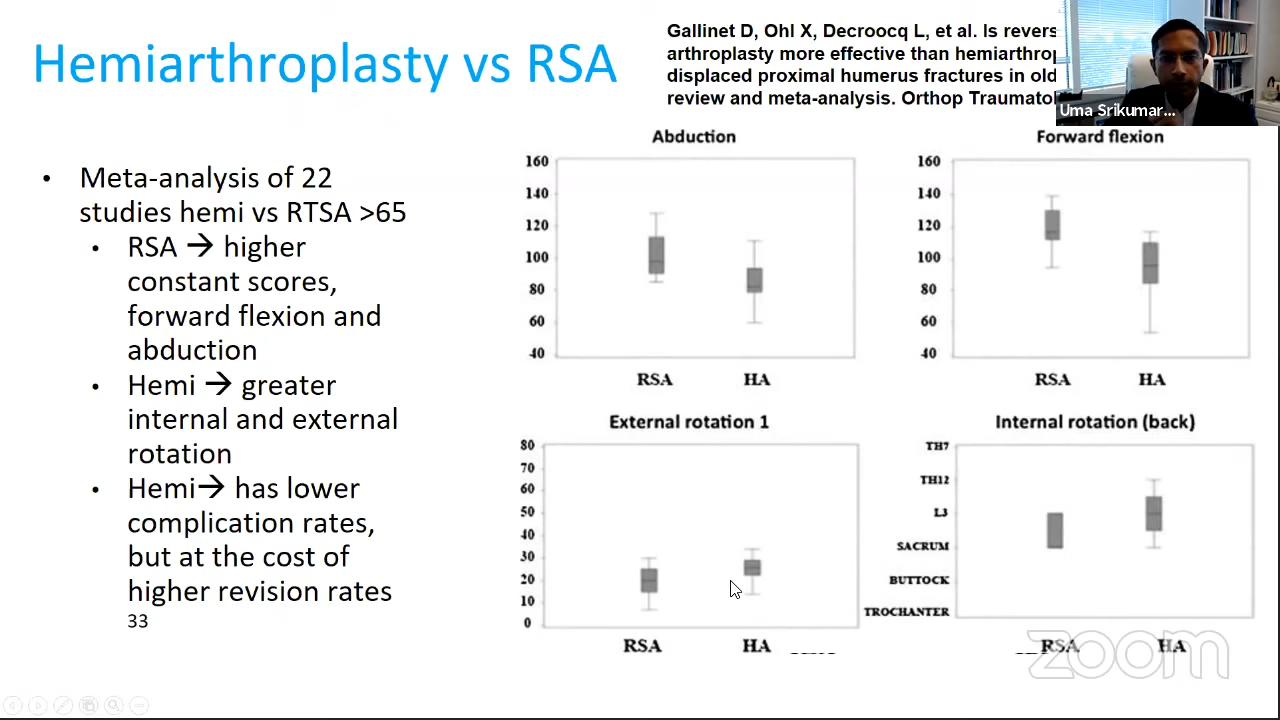 Hemiarthroplasty vs RSA
Gallinet D, Ohl X, Decroocq L, et al. Is revers
arthroplasty more effective than hemiarthro
displaced proximal humerus fractures in old
review and meta-analysis. Orthop Traumatol
Uma Srikumar...
• Meta-analysis of 22
studies hemi vs RTSA >65
• RSA → higher
constant scores,
forward flexion and
abduction
• Hemi → greater
internal and external
rotation
• Hemi→ has lower
complication rates,
but at the cost of
higher revision rates
33
Abduction
160
140
120
100
80
60
40
RSA HA
Forward flexion
160
140
120
100
80
60
40
RSA HA
External rotation 1
80
70
60
50
40
30
20
10
0
RSA HA
Internal rotation (back)
TH7
TH12
L3
SACRUM
BUTTOCK
TROCHANTER
RSA HA
zoom